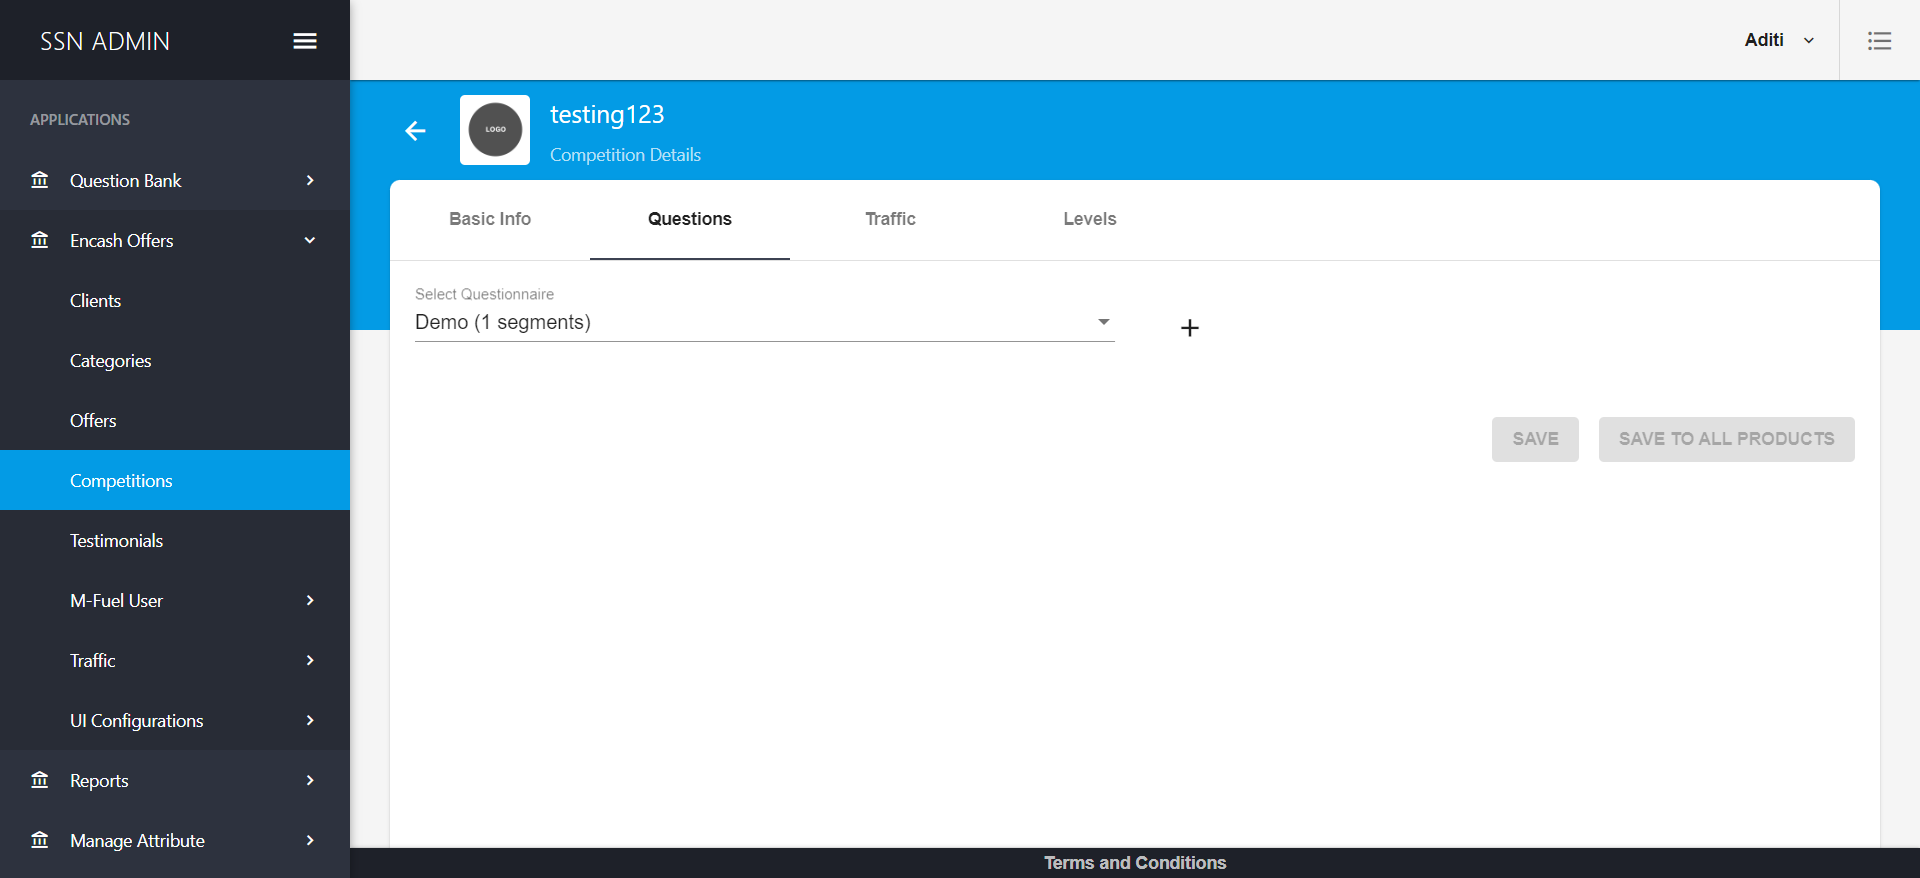 SSN ADMIN
Aditi
APPLICATIONS
Question Bank
Encash Offers
Clients
Categories
Offers
Competitions
Testimonials
M-Fuel User
Traffic
UI Configurations
Reports
Manage Attribute
LOGO
testing123
Competition Details
Basic Info
Questions
Traffic
Levels
Select Questionnaire
Demo (1 segments)
SAVE
SAVE TO ALL PRODUCTS
Terms and Conditions